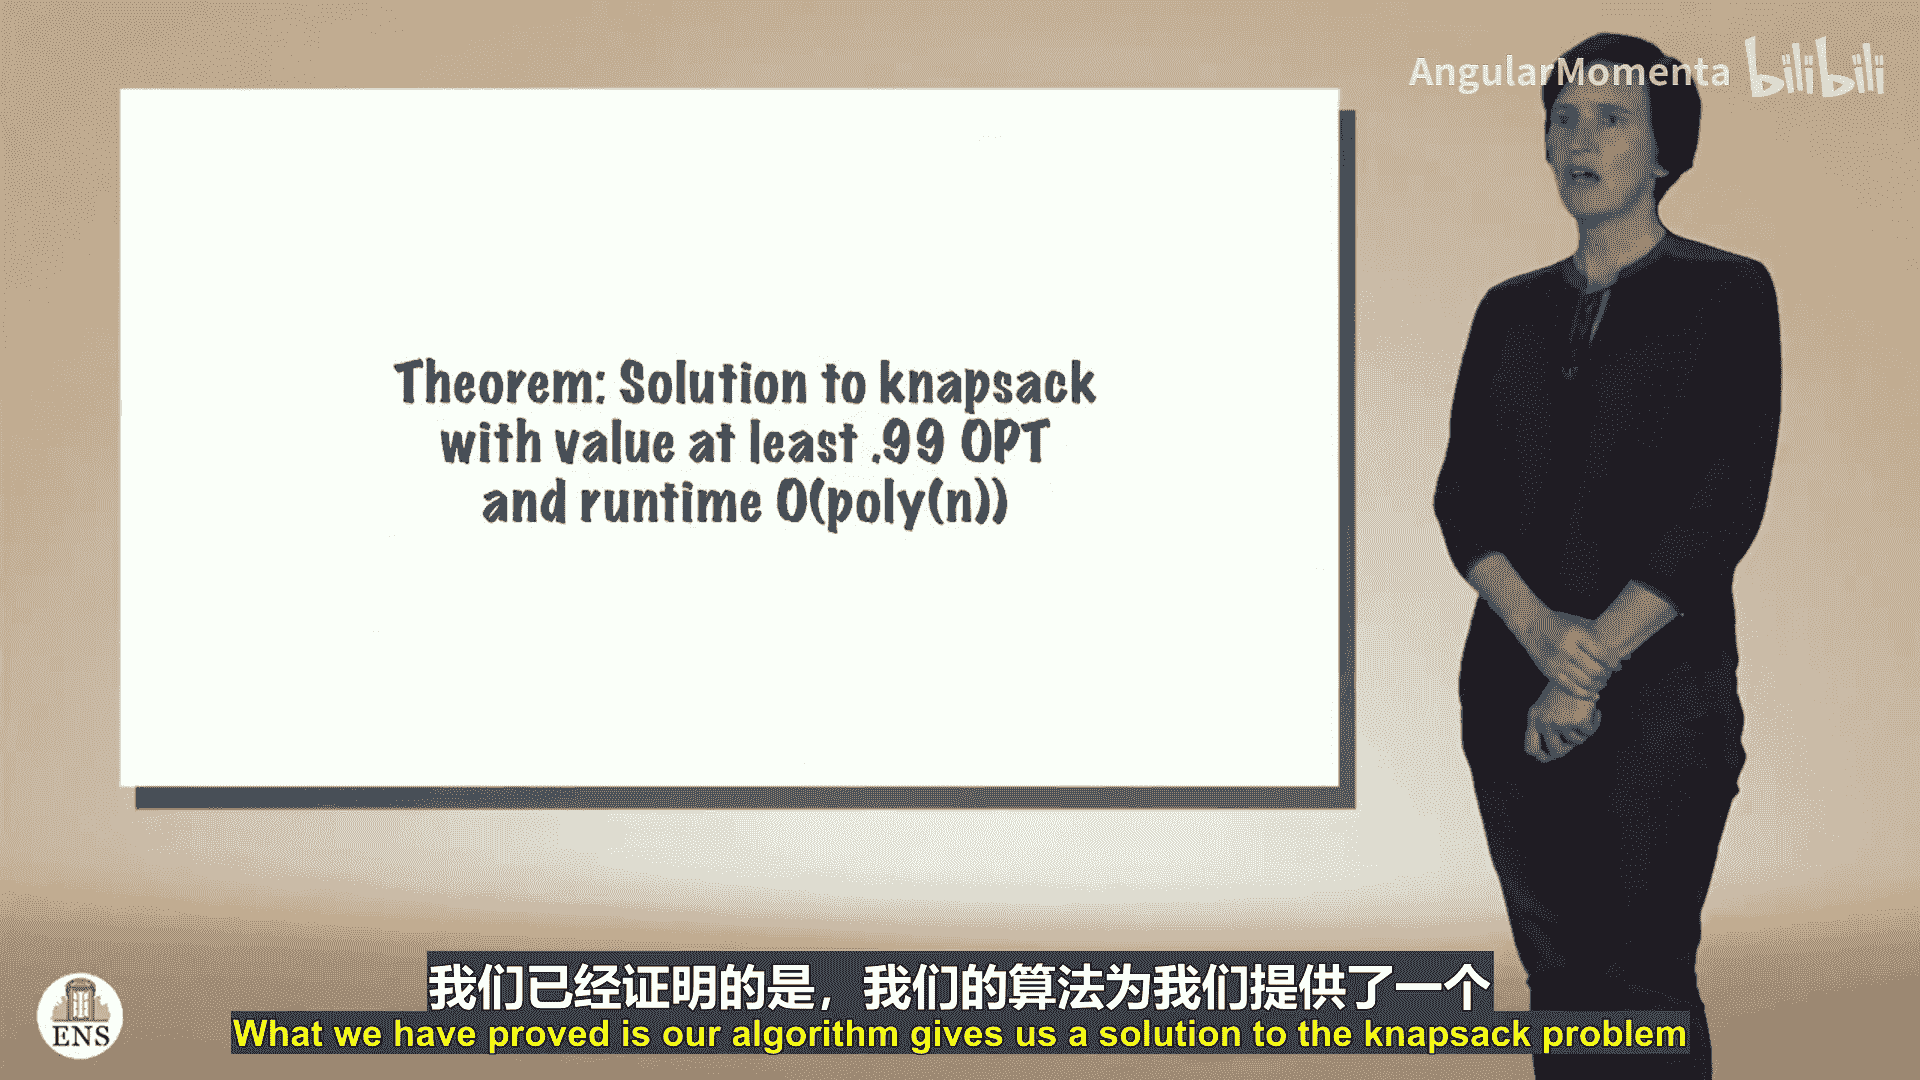 AngularMomenta bilibili
Theorem: Solution to knapsack
with value at least .99 OPT
and runtime O(poly(n))
我们已经证明的是，我们的算法为我们提供了一个
What we have proved is our algorithm gives us a solution to the knapsack problem
ENS